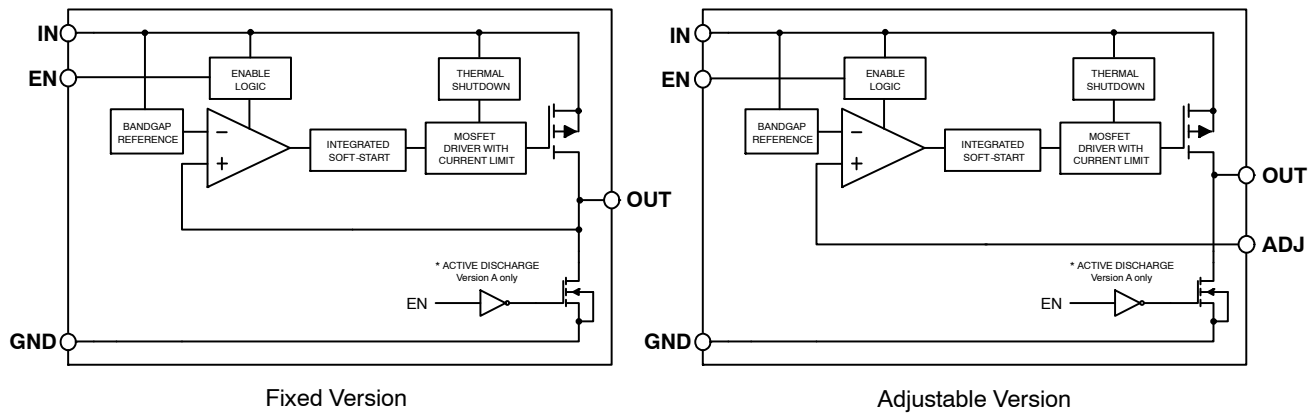 IN
EN
ENABLE
LOGIC
THERMAL
SHUTDOWN
BANDGAP
REFERENCE
−
+
INTEGRATED
SOFT-START
MOSFET
DRIVER WITH
CURRENT LIMIT
OUT
* ACTIVE DISCHARGE
Version A only
EN
GND
Fixed Version
IN
EN
ENABLE
LOGIC
THERMAL
SHUTDOWN
BANDGAP
REFERENCE
−
+
INTEGRATED
SOFT-START
MOSFET
DRIVER WITH
CURRENT LIMIT
OUT
ADJ
* ACTIVE DISCHARGE
Version A only
EN
GND
Adjustable Version